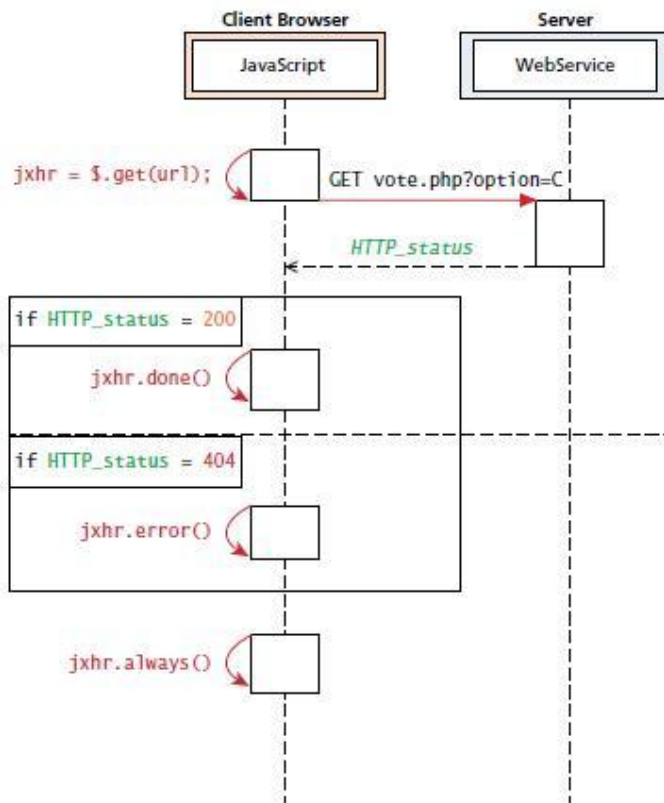 Client Browser
Server
JavaScript
WebService
jxhr = $.get(url);
GET vote.php?option=C
HTTP_status
if HTTP_status = 200
jxhr.done()
if HTTP_status = 404
jxhr.error()
jxhr.always()